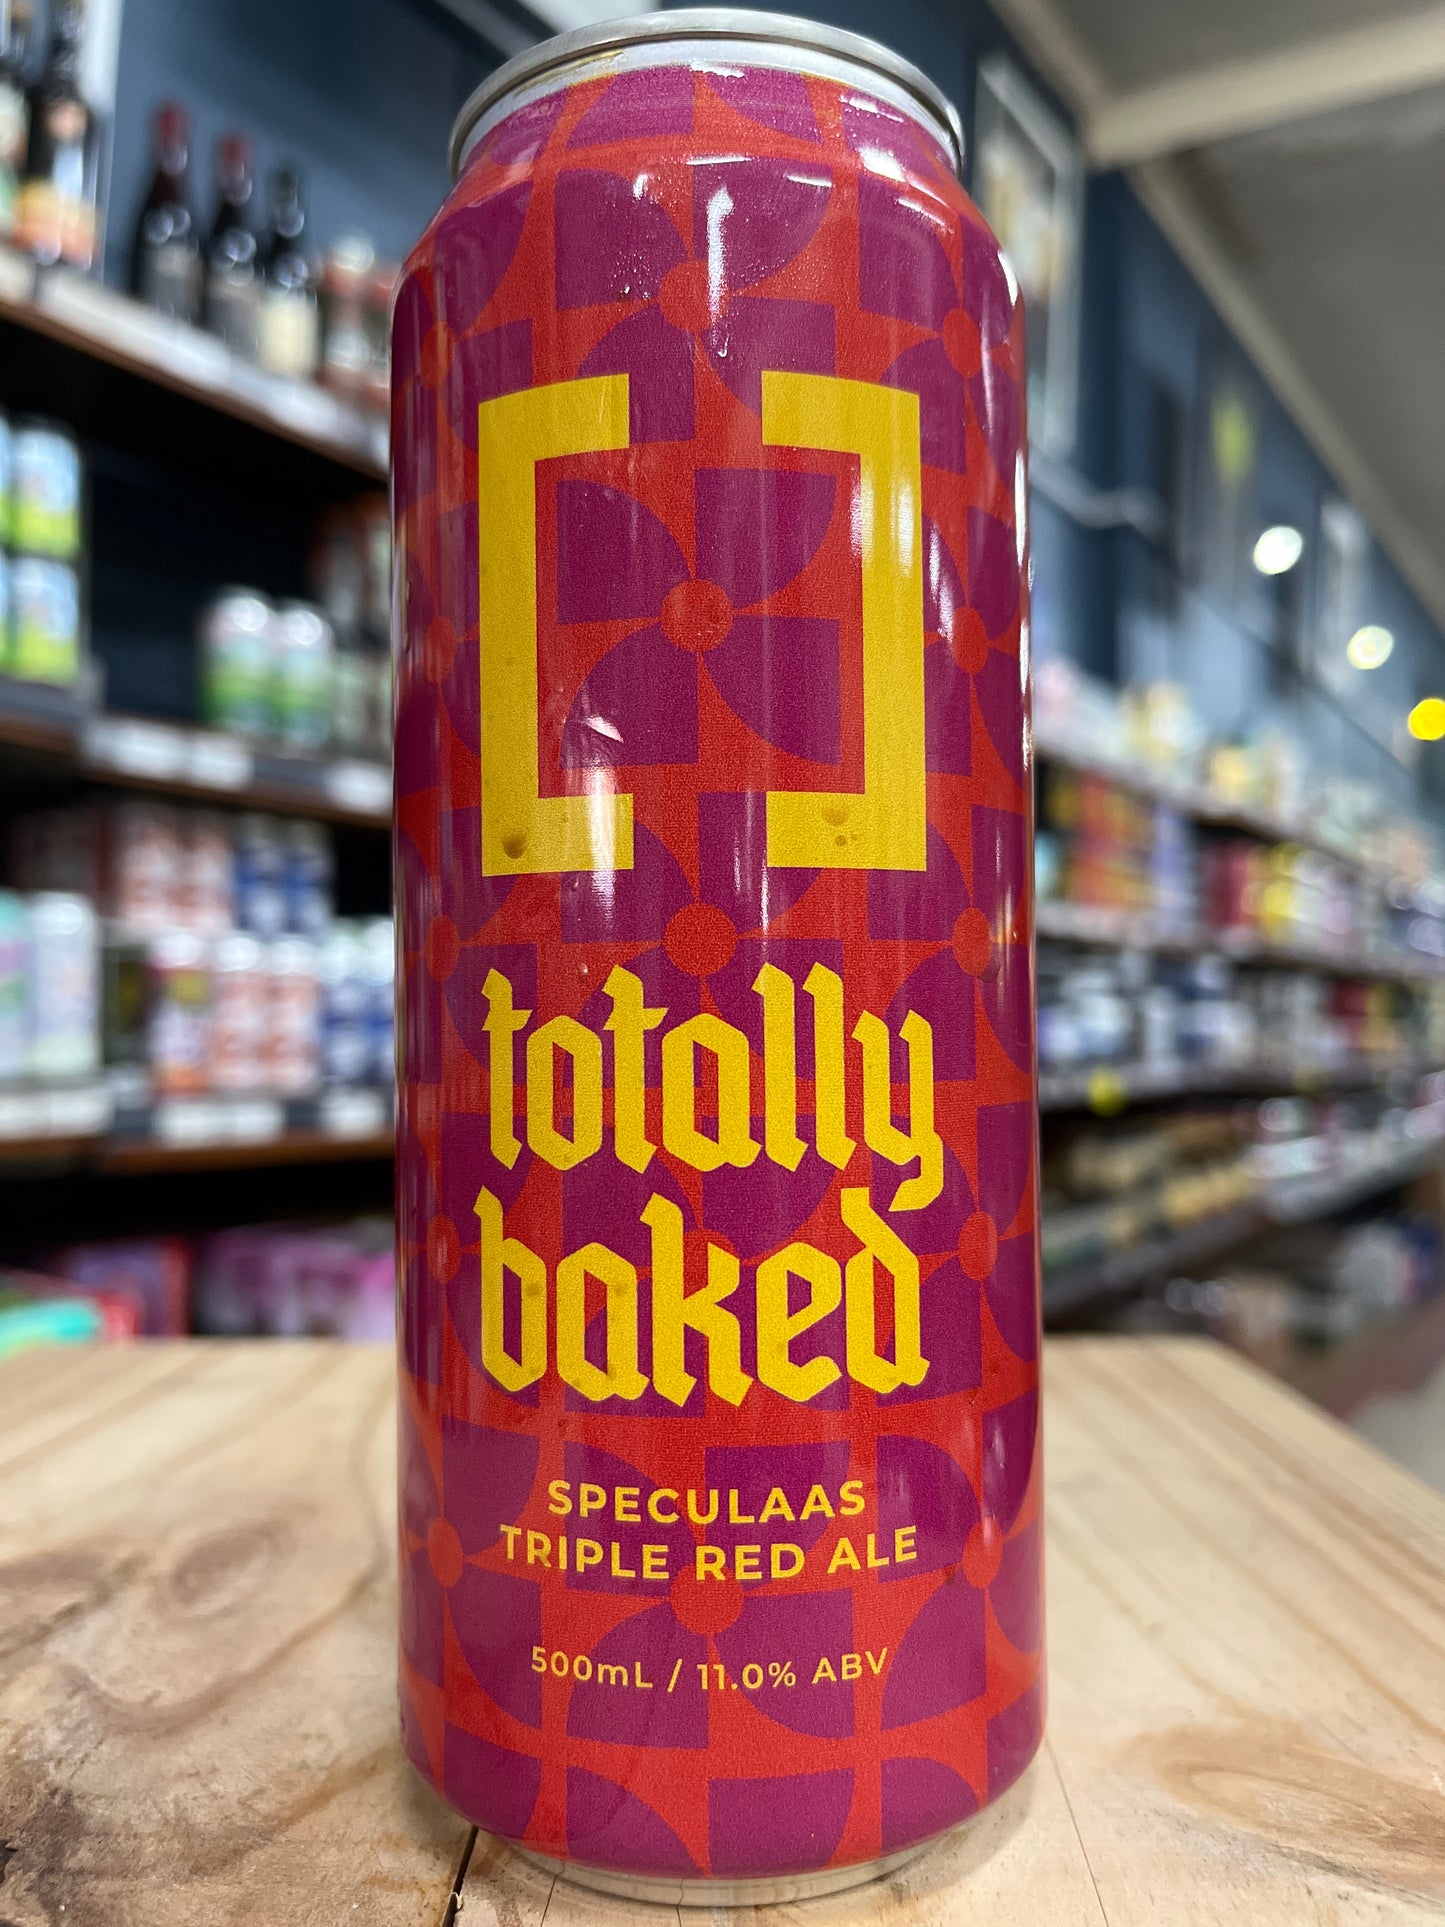 [ ]
totally
baked
SPECULAAS
TRIPLE RED ALE
500mL / 11.0% ABV